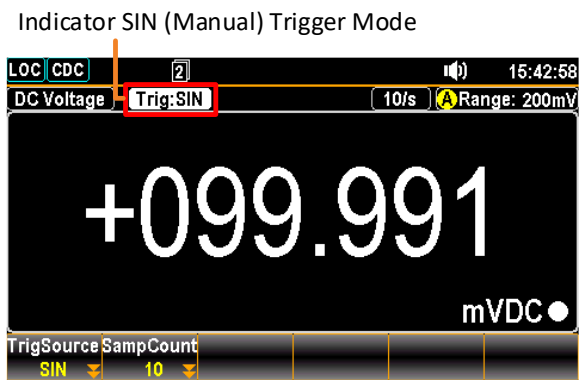 Indicator SIN (Manual) Trigger Mode
LOC CDC 2 15:42:58
DC Voltage Trig:SIN 10/s A Range: 200mV
+099.991
mVDC
TrigSource SampCount
SIN 10